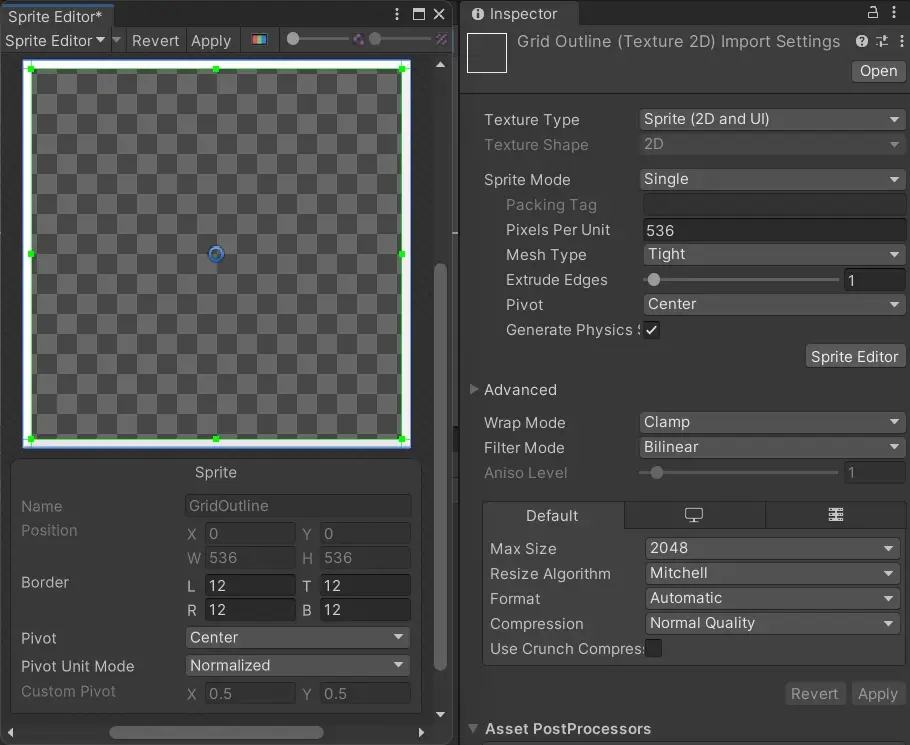 Sprite Editor*
Sprite Editor Revert Apply
Sprite
Name GridOutline
Position X 0 Y 0
W 536 H 536
Border L 12 T 12
R 12 B 12
Pivot Center
Pivot Unit Mode Normalized
Custom Pivot X 0.5 Y 0.5
Inspector
Grid Outline (Texture 2D) Import Settings
Open
Texture Type Sprite (2D and UI)
Texture Shape 2D
Sprite Mode Single
Packing Tag
Pixels Per Unit 536
Mesh Type Tight
Extrude Edges 1
Pivot Center
Generate Physics S
Sprite Editor
Advanced
Wrap Mode Clamp
Filter Mode Bilinear
Aniso Level 1
Default
Max Size 2048
Resize Algorithm Mitchell
Format Automatic
Compression Normal Quality
Use Crunch Compres
Revert Apply
Asset PostProcessors